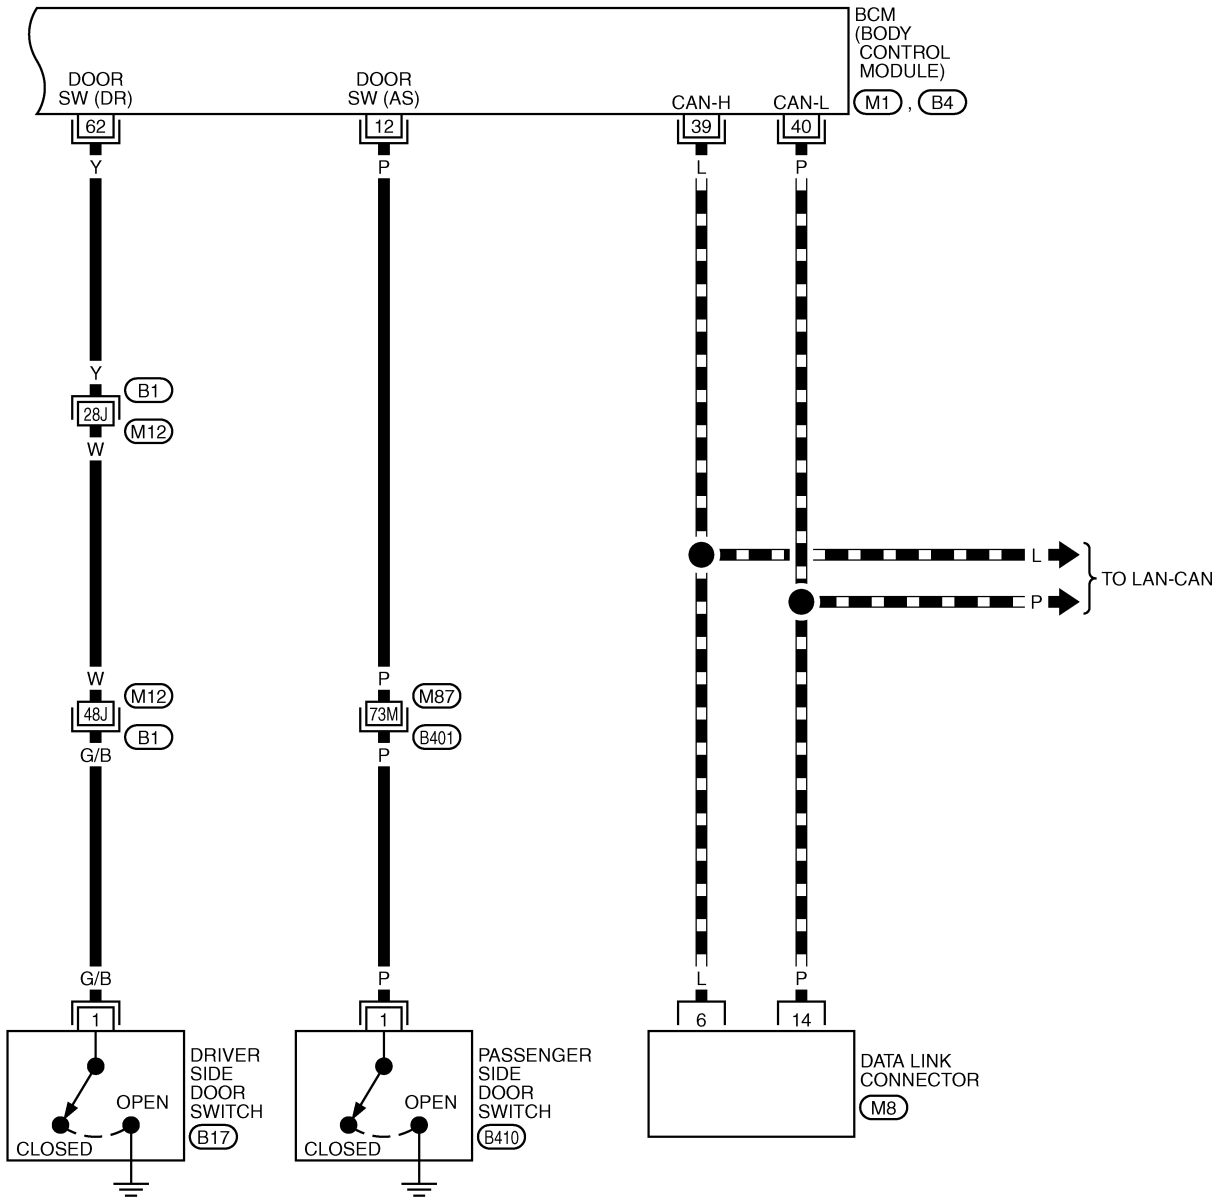 BCM
(BODY
CONTROL
MODULE)
M1 , B4
DOOR
SW (DR)
DOOR
SW (AS)
CAN-H
CAN-L
62
12
39
40
Y
P
L
P
Y
B1
28J
M12
W
L
TO LAN-CAN
P
W
P
M12
M87
48J
73M
B1
B401
G/B
P
G/B
P
L
P
1
1
6
14
DRIVER
SIDE
DOOR
SWITCH
B17
OPEN
CLOSED
PASSENGER
SIDE
DOOR
SWITCH
B410
OPEN
CLOSED
DATA LINK
CONNECTOR
M8